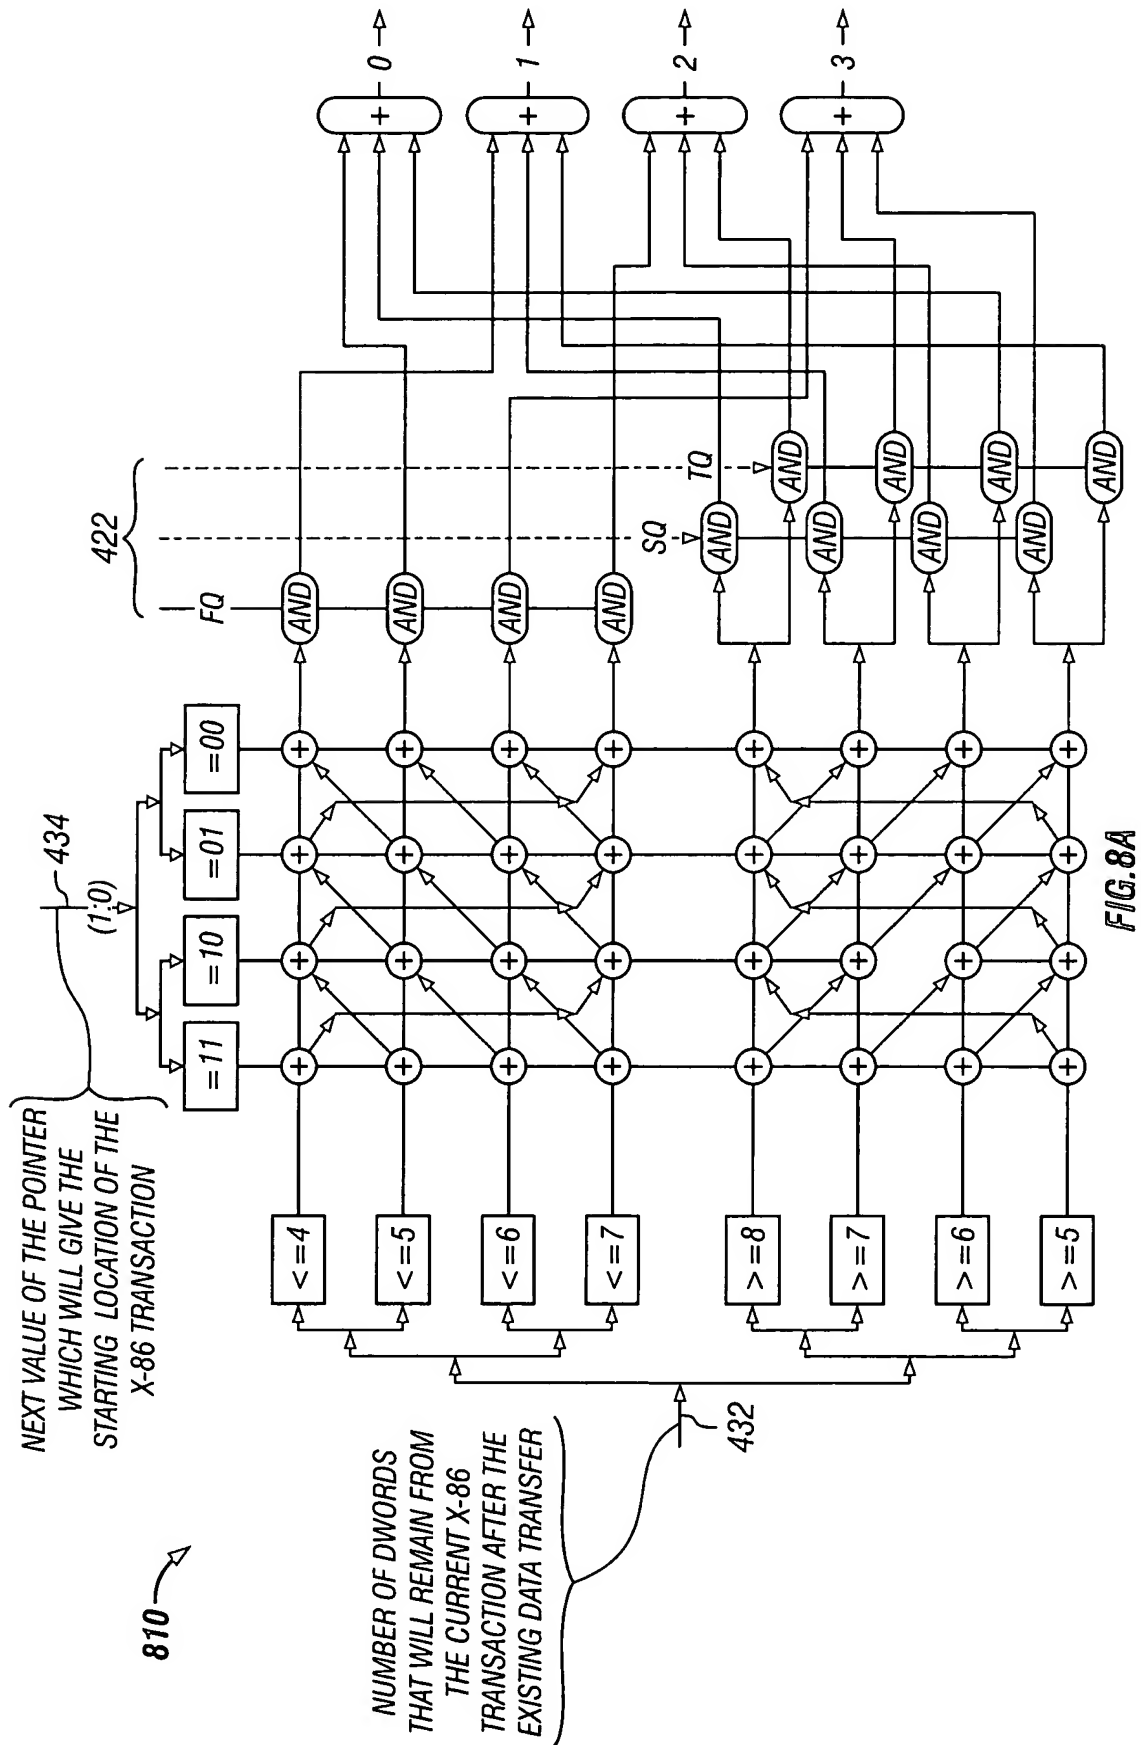 810
NUMBER OF DWORDS
THAT WILL REMAIN FROM
THE CURRENT X-86
TRANSACTION AFTER THE
EXISTING DATA TRANSFER
432
NEXT VALUE OF THE POINTER
WHICH WILL GIVE THE
STARTING LOCATION OF THE
X-86 TRANSACTION
434
(1:0)
=11
=10
=01
=00
<=4
<=5
<=6
<=7
>=8
>=7
>=6
>=5
+ + + +
+ + + +
+ + + +
+ + + +
+ + + +
+ + + +
+ + + +
+ + + +
422
FQ
SQ
TQ
AND
AND
AND
AND
AND
AND
AND
AND
AND
AND
AND
AND
+
0
+
1
+
2
+
3
FIG.8A